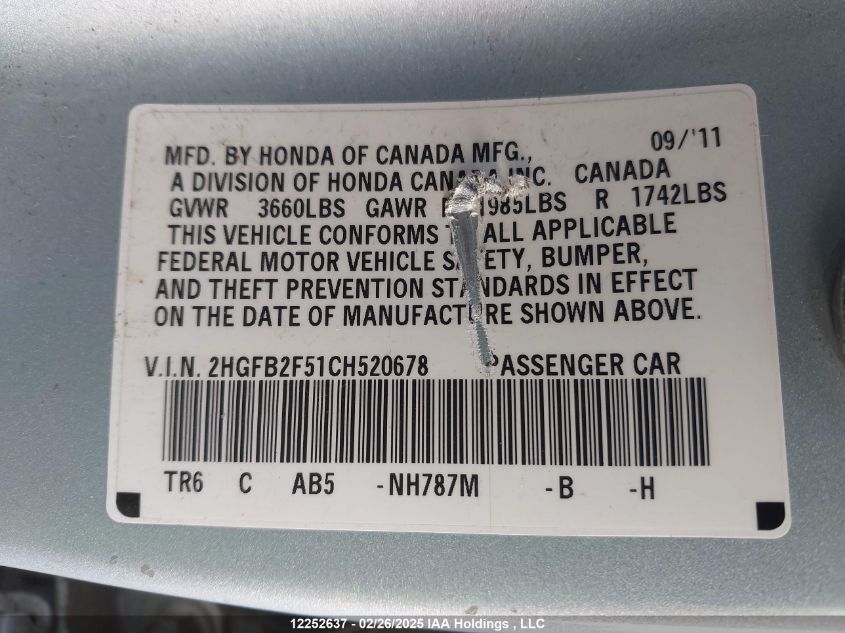 09/'11
MFD. BY HONDA OF CANADA MFG.,
A DIVISION OF HONDA CANADA INC. CANADA
GVWR 3660LBS GAWR 1985LBS R 1742LBS
THIS VEHICLE CONFORMS ALL APPLICABLE
FEDERAL MOTOR VEHICLE SAFETY, BUMPER,
AND THEFT PREVENTION STANDARDS IN EFFECT
ON THE DATE OF MANUFACTURE SHOWN ABOVE.
V.I.N. 2HGFB2F51CH520678 PASSENGER CAR
TR6 C AB5 -NH787M -B -H
12252637 - 02/26/2025 IAA Holdings , LLC